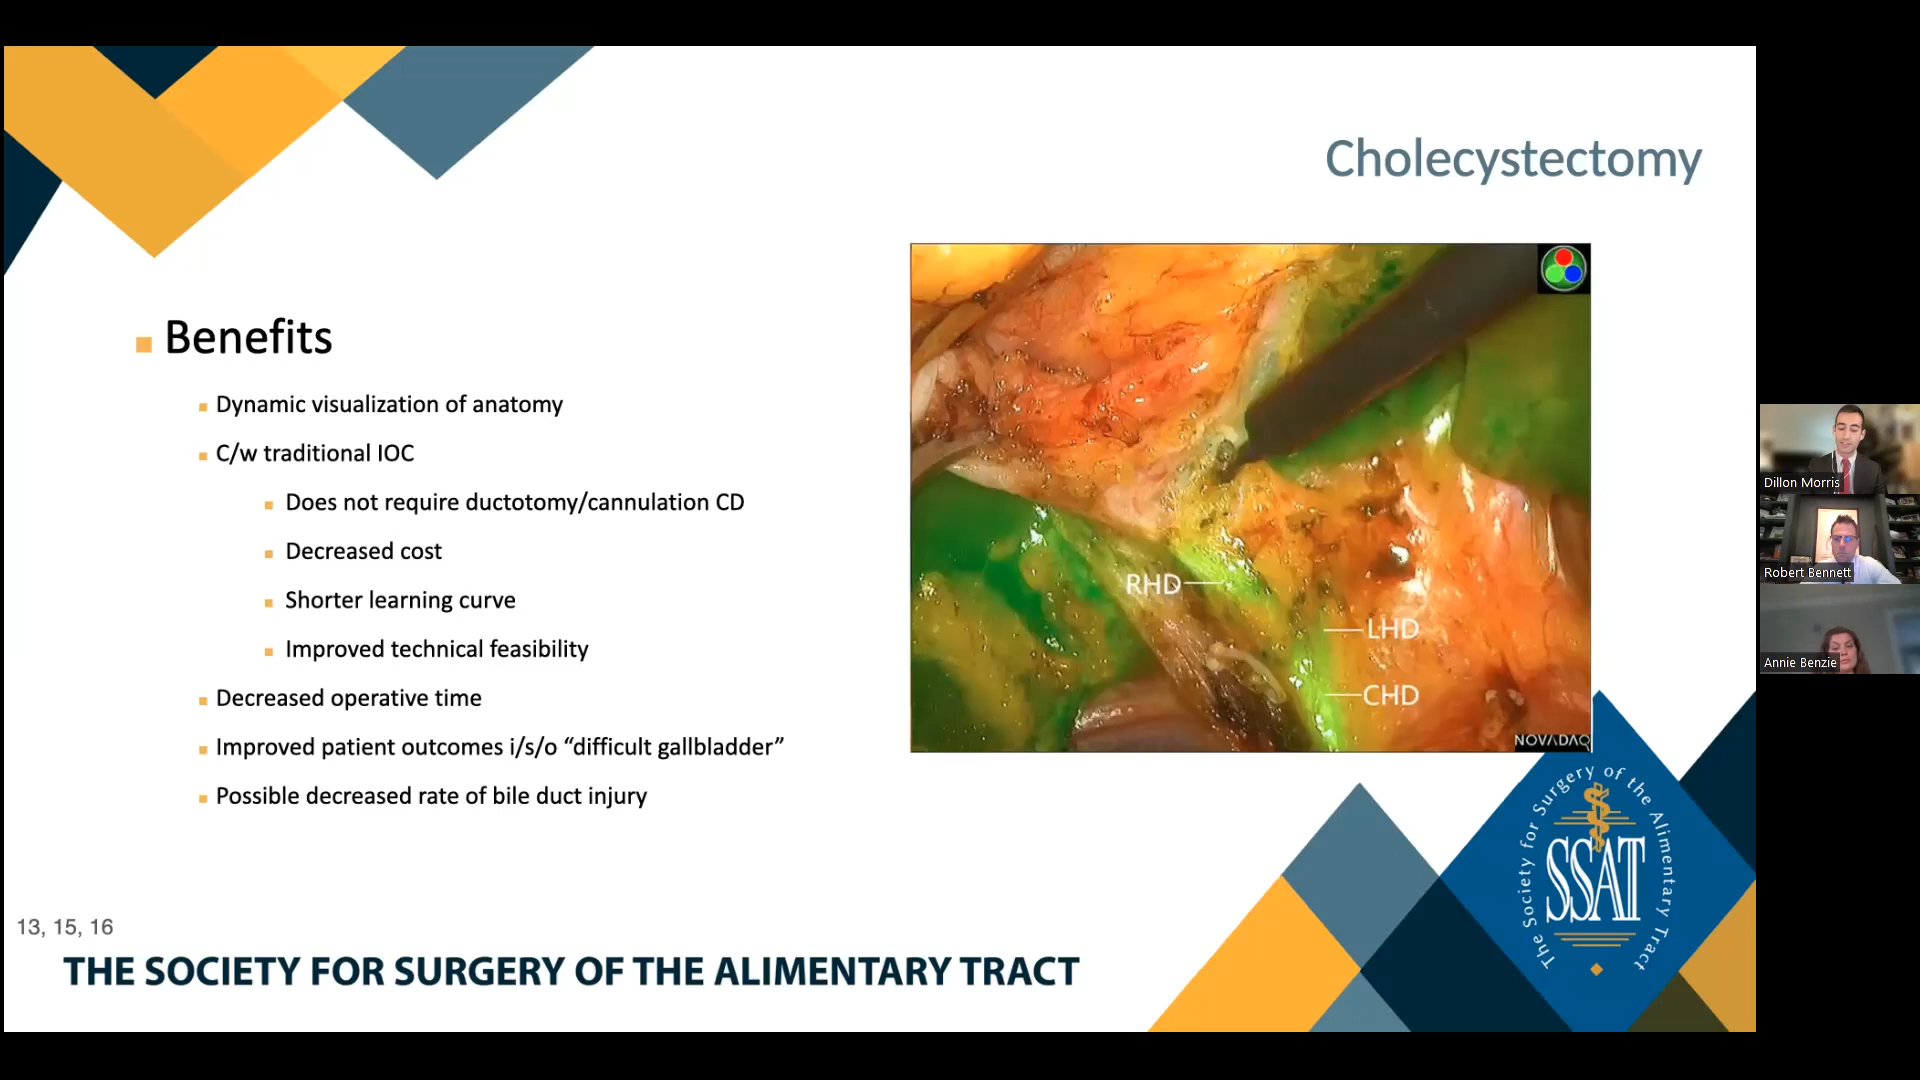 Cholecystectomy
Benefits
Dynamic visualization of anatomy
C/w traditional IOC
Does not require ductotomy/cannulation CD
Decreased cost
Shorter learning curve
Improved technical feasibility
Decreased operative time
Improved patient outcomes i/s/o “difficult gallbladder”
Possible decreased rate of bile duct injury
RHD
LHD
CHD
NOVADAQ
13, 15, 16
THE SOCIETY FOR SURGERY OF THE ALIMENTARY TRACT
The Society for Surgery of the Alimentary Tract
SSAT
Dillon Morris
Robert Bennett
Annie Benzie